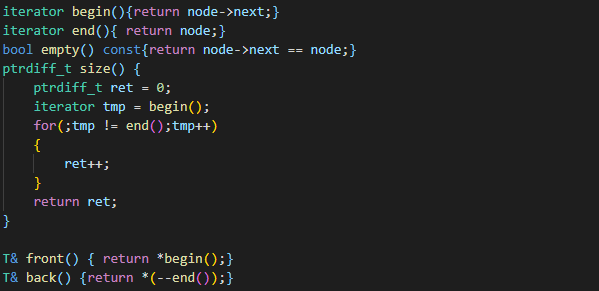 iterator begin(){return node->next;}
iterator end(){ return node;}
bool empty() const{return node->next == node;}
ptrdiff_t size() {
    ptrdiff_t ret = 0;
    iterator tmp = begin();
    for(;tmp != end();tmp++)
    {
        ret++;
    }
    return ret;
}

T& front() { return *begin();}
T& back() {return *(--end());}